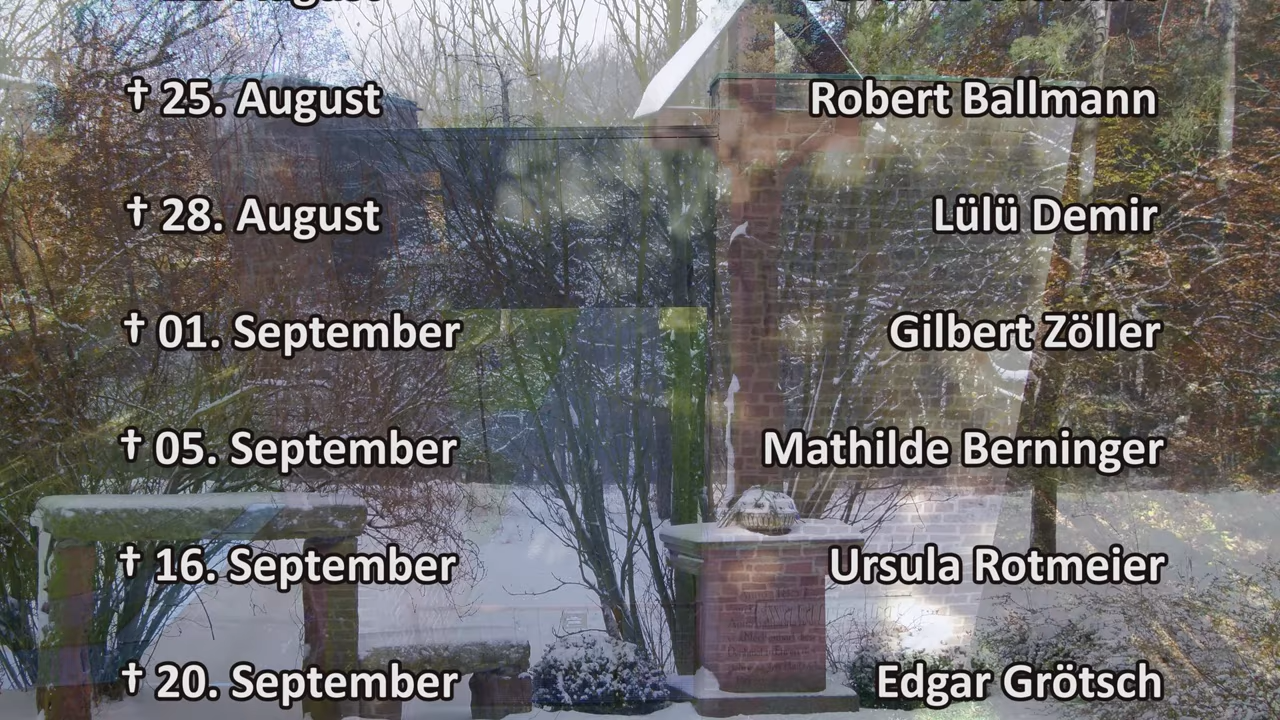 † 25. August Robert Ballmann
† 28. August Lülü Demir
† 01. September Gilbert Zöller
† 05. September Mathilde Berninger
† 16. September Ursula Rotmeier
† 20. September Edgar Grötsch